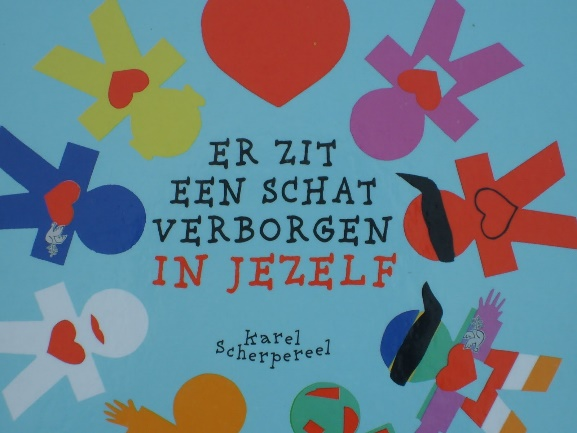 ER ZIT
EEN SCHAT
VERBORGEN
IN JEZELF
Karel
Scherpereel